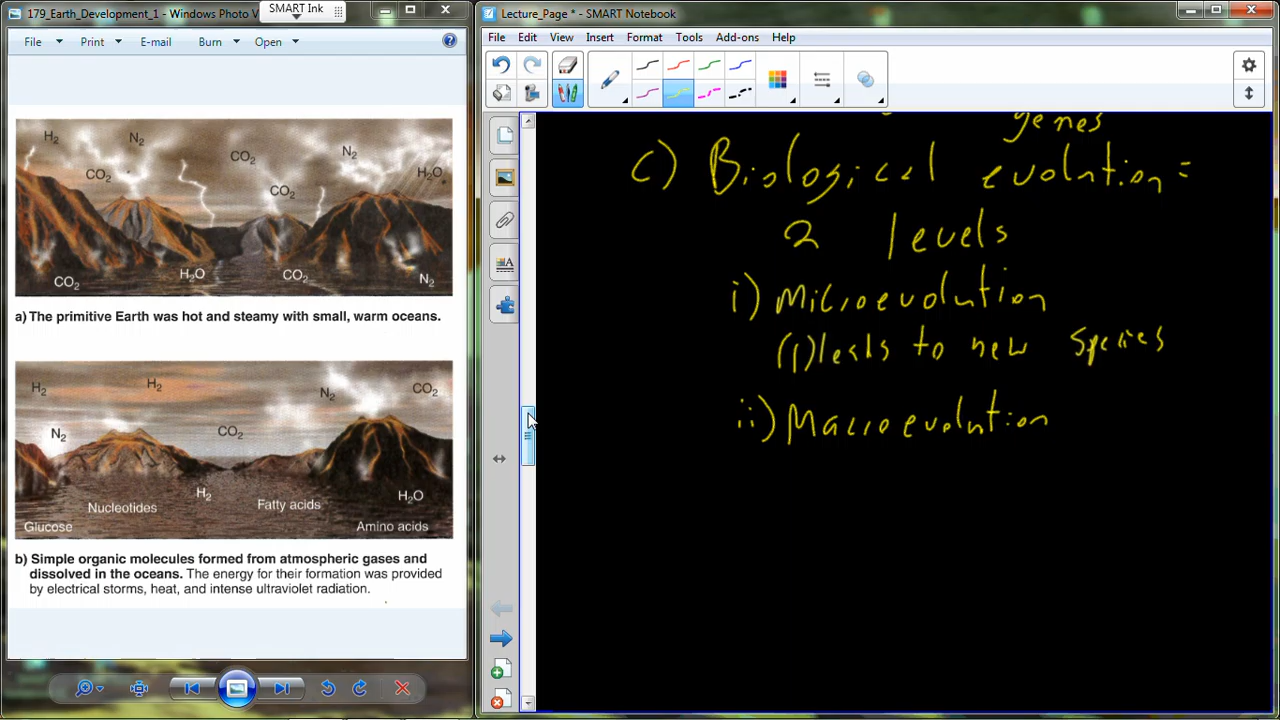 179_Earth_Development_1 - Windows Photo V
SMART Ink
File Print E-mail Burn Open
H2
N2
CO2
N2
CO2
CO2
H2O
CO2
H2O
CO2
N2
a) The primitive Earth was hot and steamy with small, warm oceans.
H2
H2
N2
CO2
N2
CO2
H2
Fatty acids
H2O
Nucleotides
Glucose
Amino acids
b) Simple organic molecules formed from atmospheric gases and
dissolved in the oceans. The energy for their formation was provided
by electrical storms, heat, and intense ultraviolet radiation.
Lecture_Page * - SMART Notebook
File Edit View Insert Format Tools Add-ons Help
genes
C) Biological evolution =
2 levels
i) Microevolution
(1) leads to new species
ii) Macroevolution